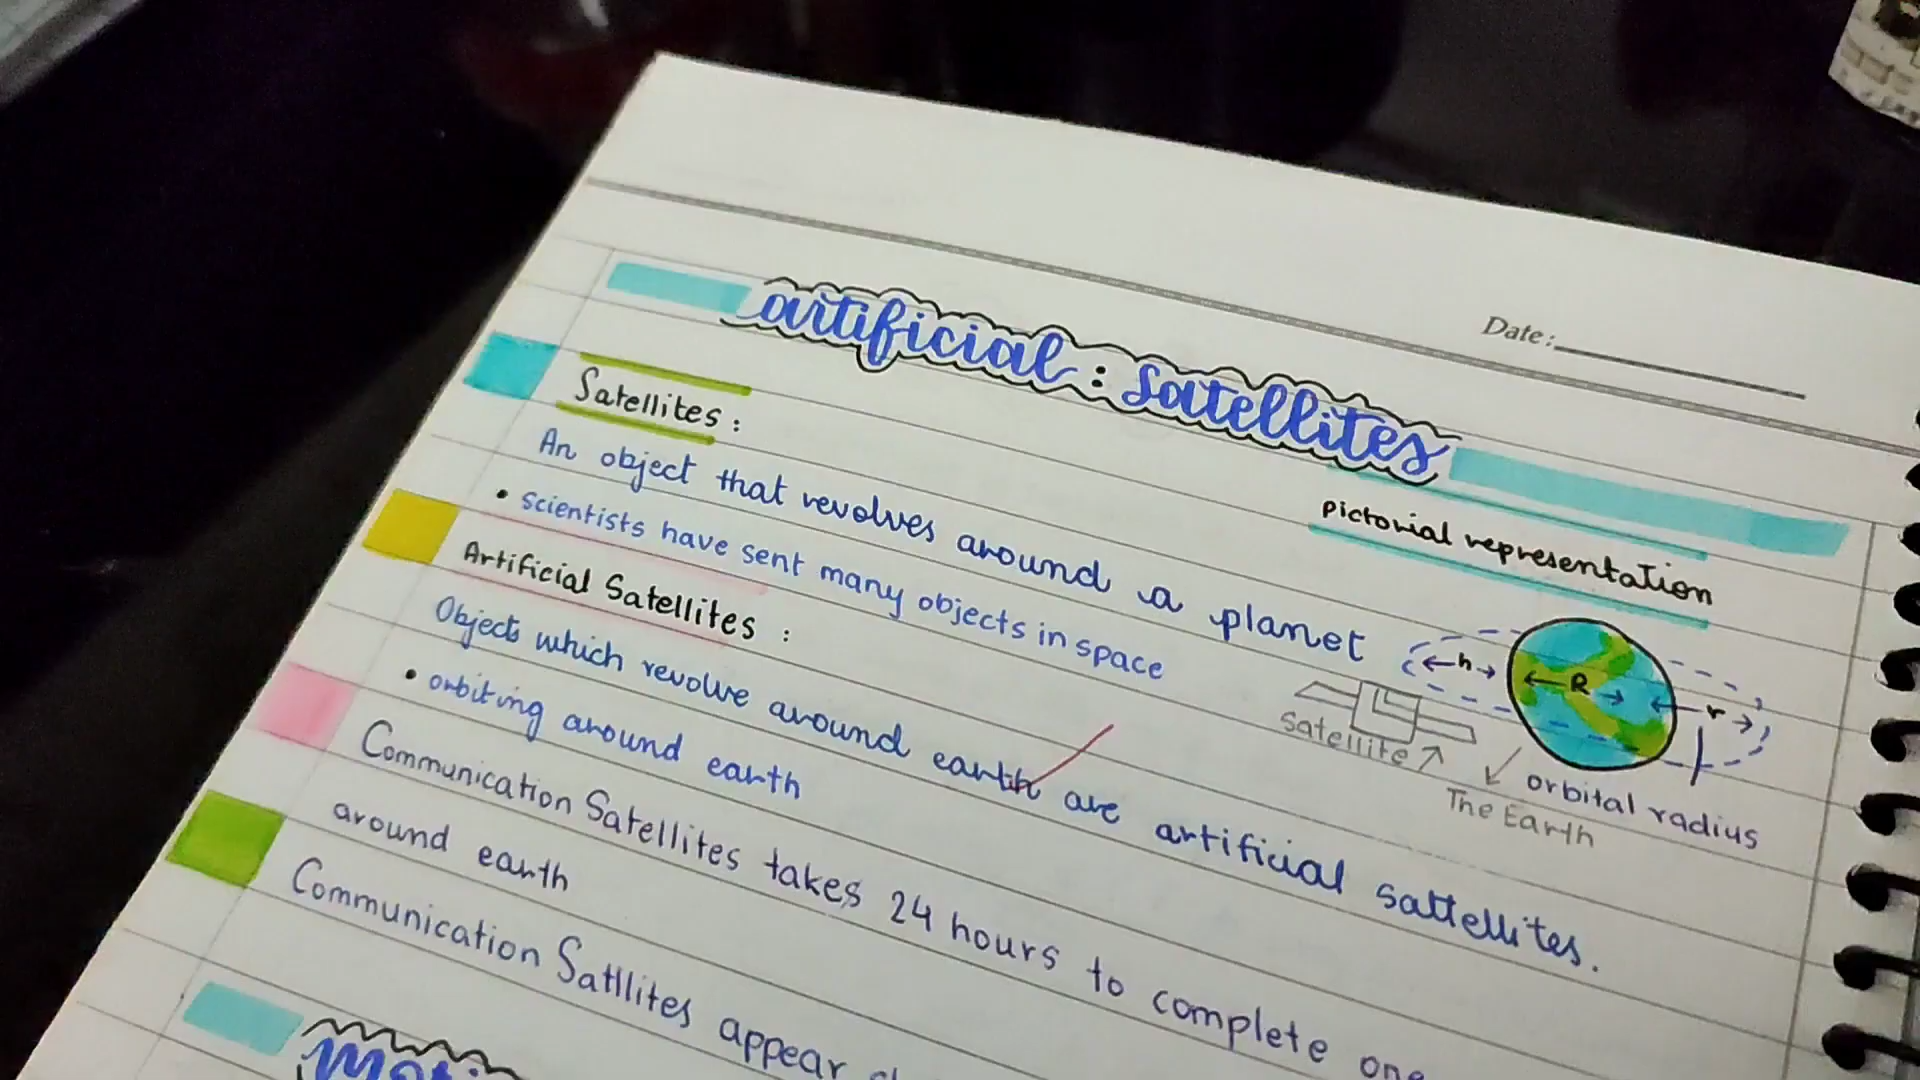 Date:
artificial : satellites
Satellites :
An object that revolves around a planet
• scientists have sent many objects in space
pictorial representation
h
R
r
Satellite
orbital radius
The Earth
Artificial Satellites :
Objects which revolve around earth are artificial sattellites.
• orbiting around earth
Communication Satellites takes 24 hours to complete one
around earth
Communication Satllites appear